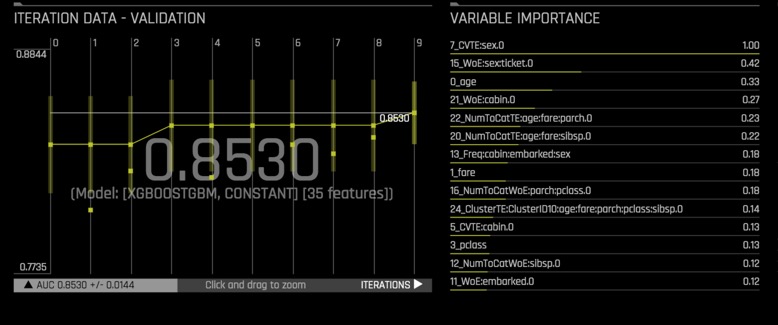 ITERATION DATA - VALIDATION
0 1 2 3 4 5 6 7 8 9
0.8844
0.8530
0.8530
(Model: [XGBOOSTGBM, CONSTANT] [35 features])
0.7735
AUC 0.8530 +/- 0.0144 Click and drag to zoom ITERATIONS
VARIABLE IMPORTANCE
7_CVTE:sex.0 1.00
15_WoE:sex:ticket.0 0.42
0_age 0.33
21_WoE:cabin.0 0.27
22_NumToCatTE:age:fare:parch.0 0.23
20_NumToCatTE:age:fare:sibsp.0 0.22
13_Freq:cabin:embarked:sex 0.18
1_fare 0.18
16_NumToCatWoE:parch:pclass.0 0.18
24_ClusterTE:ClusterID10:age:fare:parch:pclass:sibsp.0 0.14
5_CVTE:cabin.0 0.13
3_pclass 0.13
12_NumToCatWoE:sibsp.0 0.12
11_WoE:embarked.0 0.12